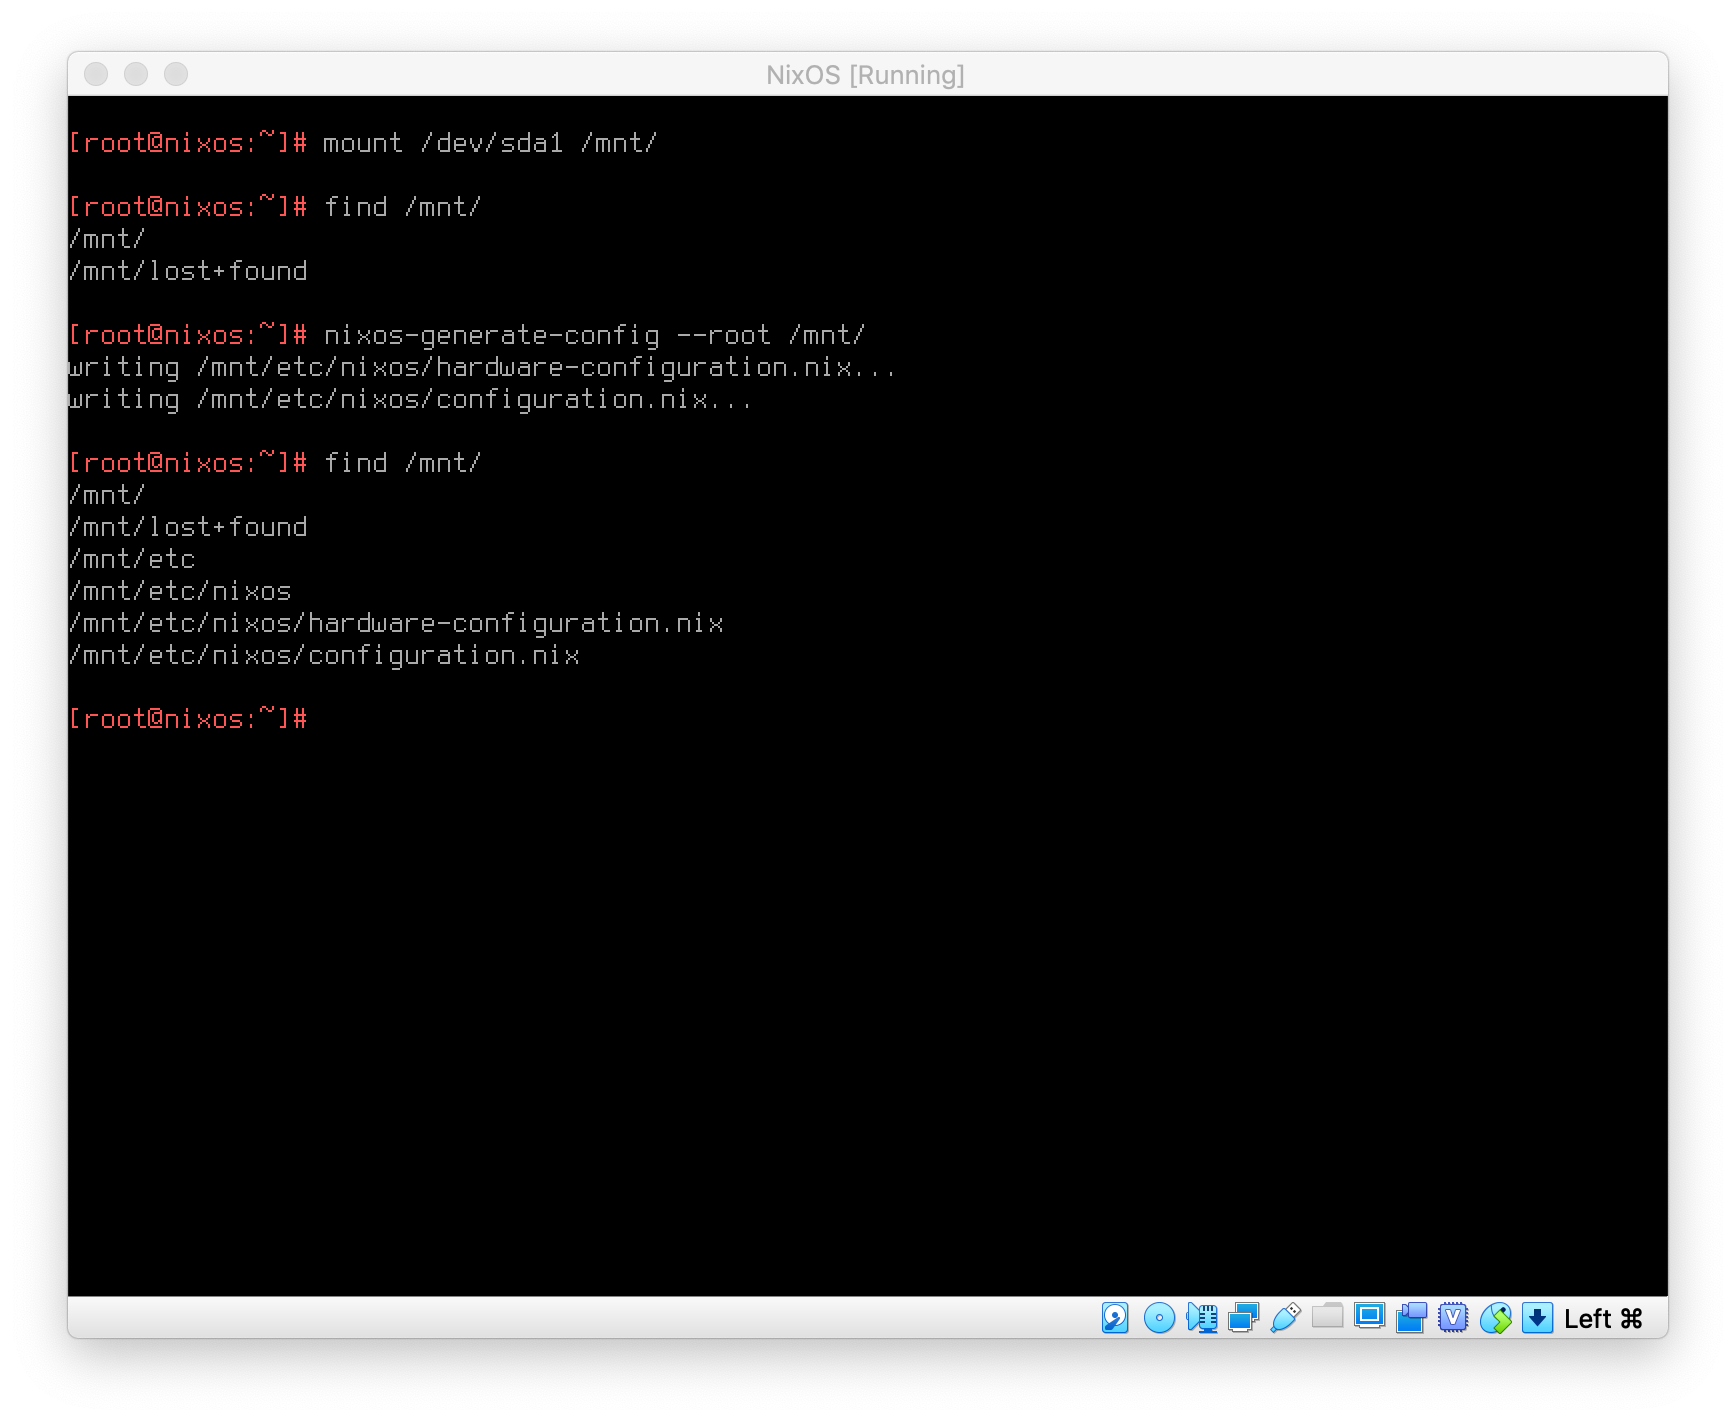 NixOS [Running]
[root@nixos:~]# mount /dev/sda1 /mnt/
[root@nixos:~]# find /mnt/
/mnt/
/mnt/lost+found
[root@nixos:~]# nixos-generate-config --root /mnt/
writing /mnt/etc/nixos/hardware-configuration.nix...
writing /mnt/etc/nixos/configuration.nix...
[root@nixos:~]# find /mnt/
/mnt/
/mnt/lost+found
/mnt/etc
/mnt/etc/nixos
/mnt/etc/nixos/hardware-configuration.nix
/mnt/etc/nixos/configuration.nix
[root@nixos:~]#
V
Left ⌘